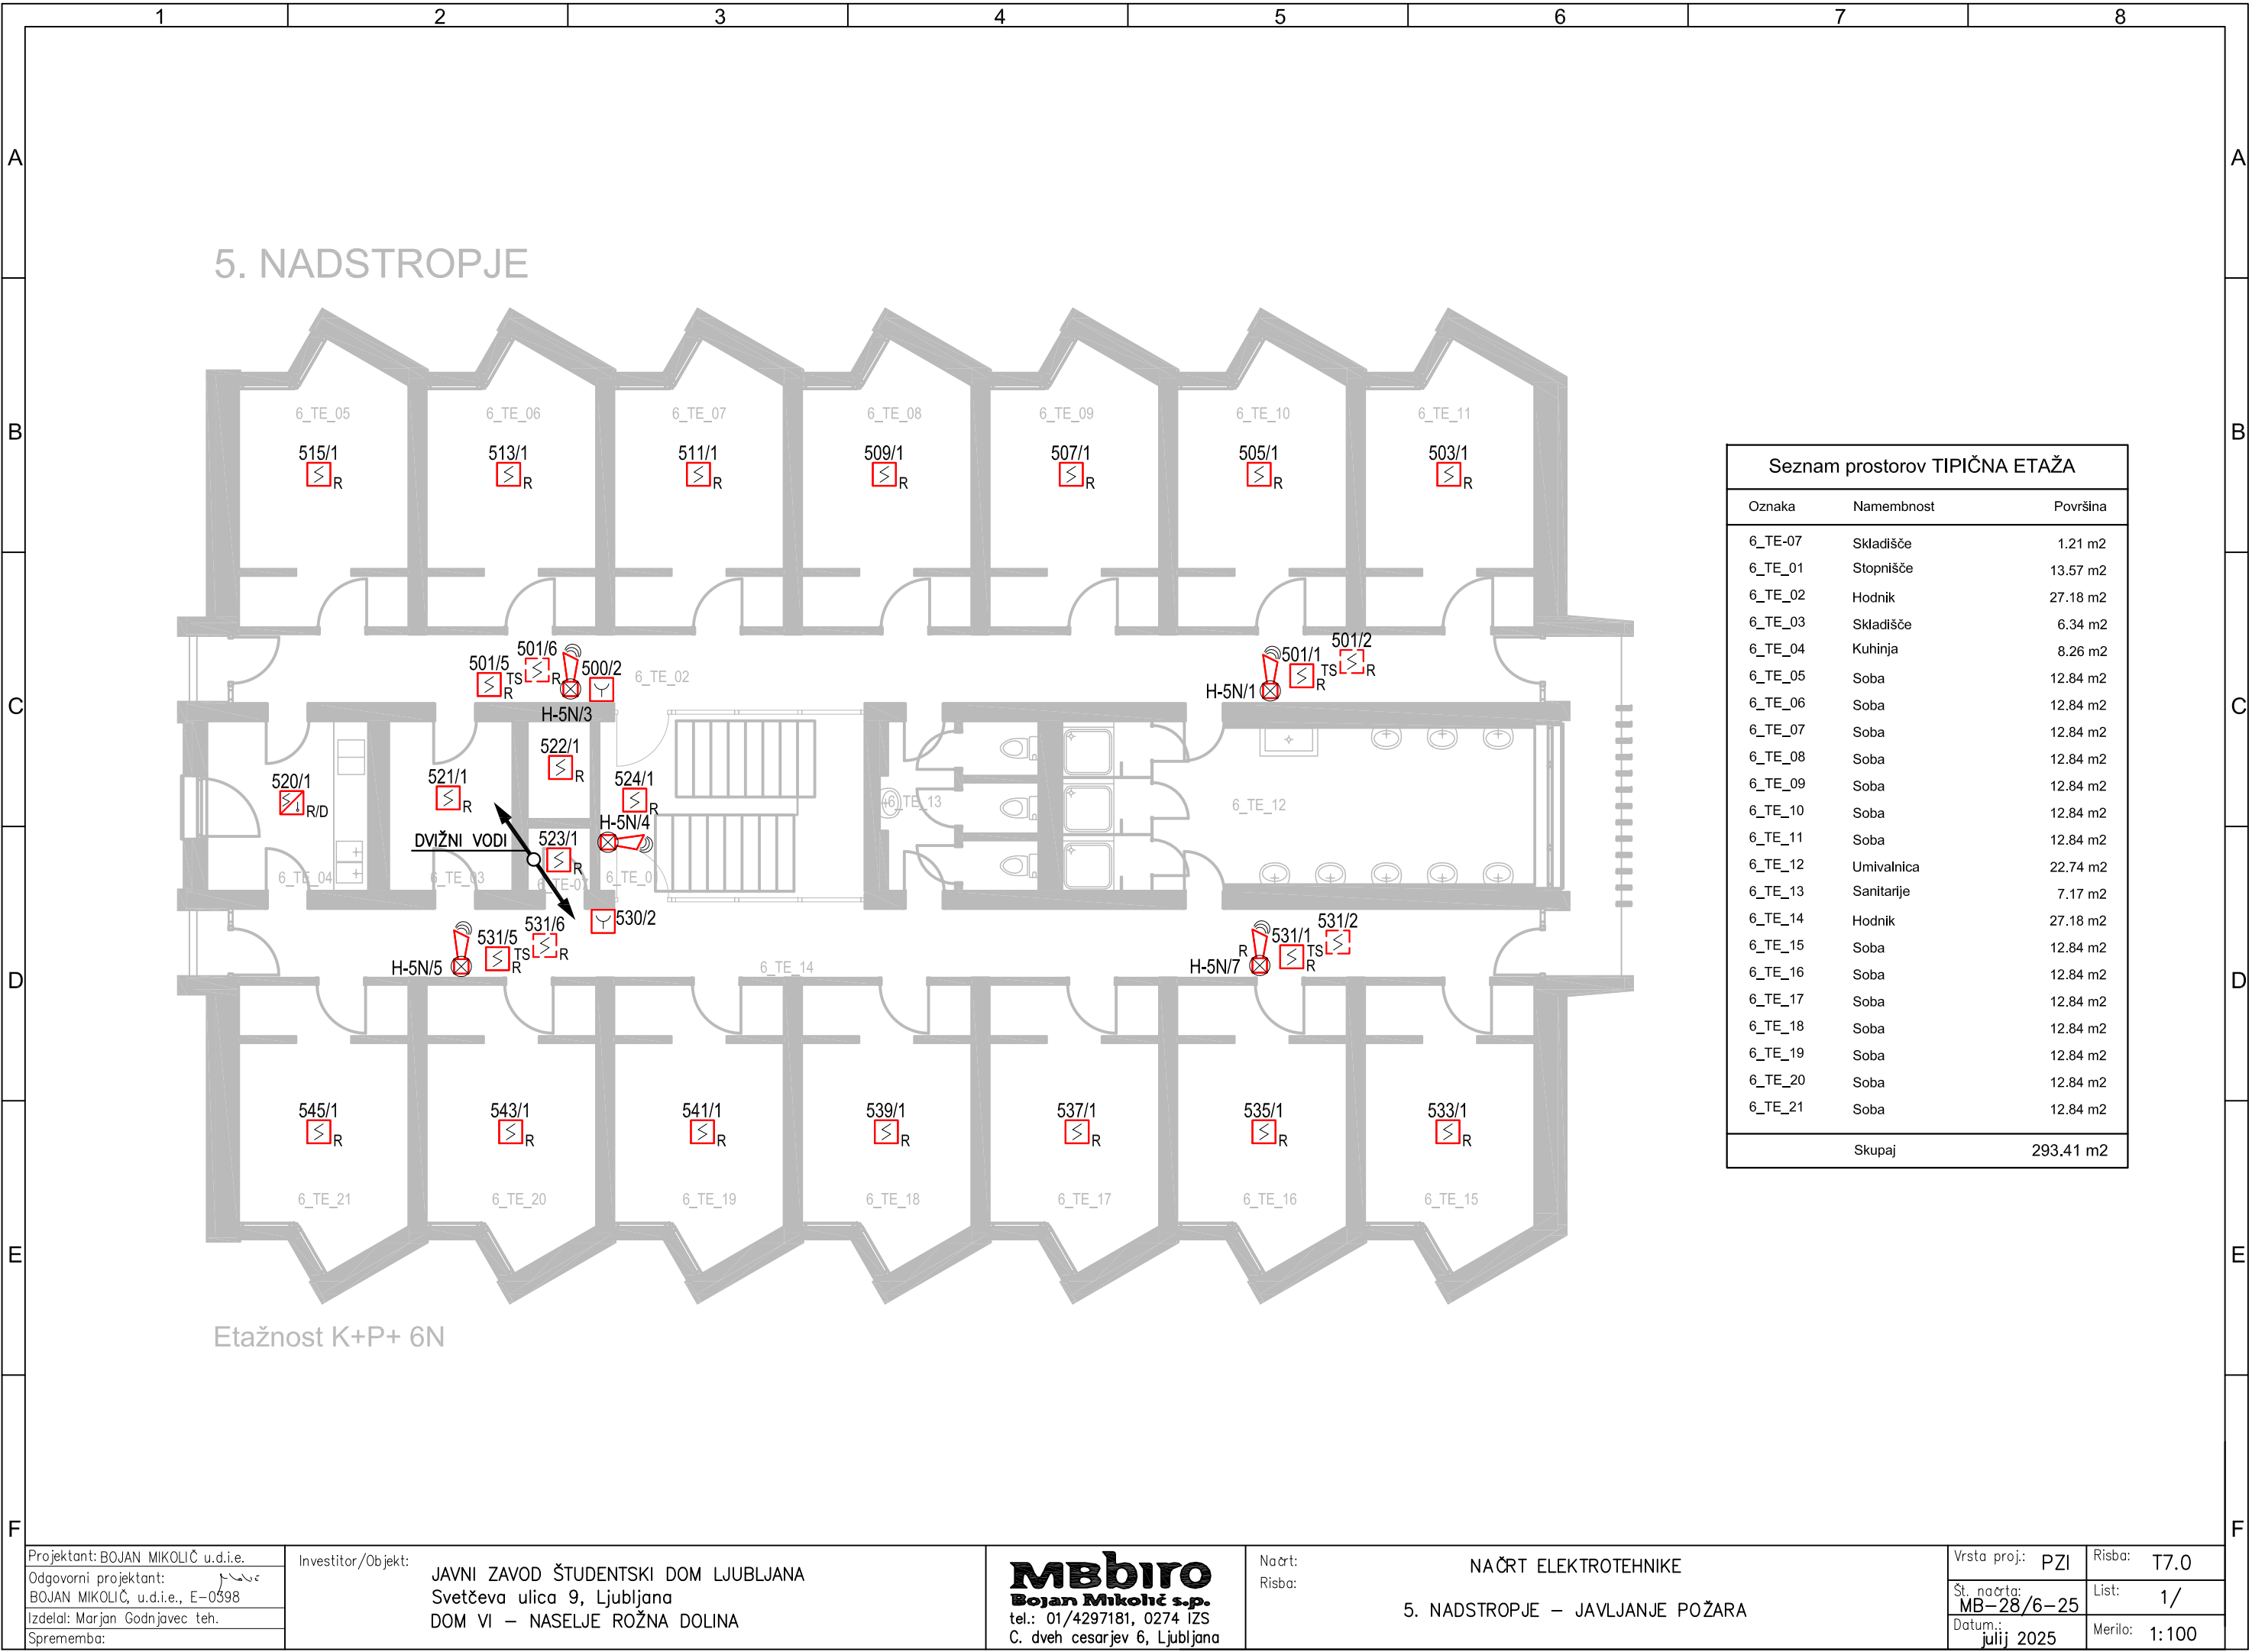 1 2 3 4 5 6 7 8
A A
B B
C C
D D
E E
F F
5. NADSTROPJE
6_TE_05 6_TE_06 6_TE_07 6_TE_08 6_TE_09 6_TE_10 6_TE_11
515/1 513/1 511/1 509/1 507/1 505/1 503/1
R R R R R R R
501/5 TS R
501/6 R
500/2
H-5N/3
6_TE_02
H-5N/1
501/1 TS R
501/2 R
520/1 R/D
521/1 R
522/1 R
524/1 R
H-5N/4
523/1 R
DVIŽNI VODI
6_TE_04 6_TE_03 6_TE-07 6_TE_0
6_TE_13
6_TE_12
530/2
H-5N/5
531/5 TS R
531/6 R
6_TE_14
R
H-5N/7
531/1 TS R
531/2
545/1 543/1 541/1 539/1 537/1 535/1 533/1
R R R R R R R
6_TE_21 6_TE_20 6_TE_19 6_TE_18 6_TE_17 6_TE_16 6_TE_15
Etažnost K+P+ 6N
Seznam prostorov TIPIČNA ETAŽA
Oznaka Namembnost Površina
6_TE-07 Skladišče 1.21 m2
6_TE_01 Stopnišče 13.57 m2
6_TE_02 Hodnik 27.18 m2
6_TE_03 Skladišče 6.34 m2
6_TE_04 Kuhinja 8.26 m2
6_TE_05 Soba 12.84 m2
6_TE_06 Soba 12.84 m2
6_TE_07 Soba 12.84 m2
6_TE_08 Soba 12.84 m2
6_TE_09 Soba 12.84 m2
6_TE_10 Soba 12.84 m2
6_TE_11 Soba 12.84 m2
6_TE_12 Umivalnica 22.74 m2
6_TE_13 Sanitarije 7.17 m2
6_TE_14 Hodnik 27.18 m2
6_TE_15 Soba 12.84 m2
6_TE_16 Soba 12.84 m2
6_TE_17 Soba 12.84 m2
6_TE_18 Soba 12.84 m2
6_TE_19 Soba 12.84 m2
6_TE_20 Soba 12.84 m2
6_TE_21 Soba 12.84 m2
Skupaj 293.41 m2
Projektant: BOJAN MIKOLIČ u.d.i.e.
Odgovorni projektant:
BOJAN MIKOLIČ, u.d.i.e., E-0598
Izdelal: Marjan Godnjavec teh.
Sprememba:
Investitor/Objekt:
JAVNI ZAVOD ŠTUDENTSKI DOM LJUBLJANA
Svetčeva ulica 9, Ljubljana
DOM VI – NASELJE ROŽNA DOLINA
MBbiro
Bojan Mikolič s.p.
tel.: 01/4297181, 0274 IZS
C. dveh cesarjev 6, Ljubljana
Načrt: NAČRT ELEKTROTEHNIKE
Risba:
5. NADSTROPJE – JAVLJANJE POŽARA
Vrsta proj.: PZI
Risba: T7.0
Št. načrta:
MB-28/6-25
List: 1/
Datum.:
julij 2025
Merilo: 1:100